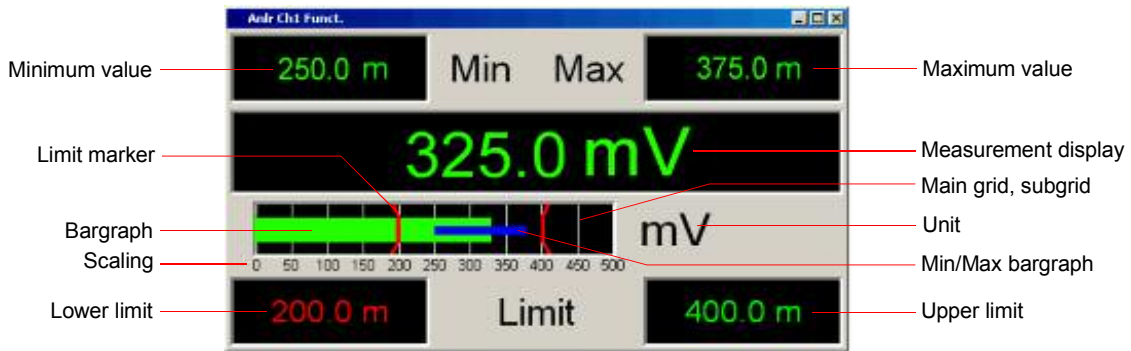 Anlr Ch1 Funct.
Minimum value
250.0 m
Min Max
375.0 m
Maximum value
Limit marker
325.0 mV
Measurement display
Main grid, subgrid
Bargraph
mV
Unit
Scaling
0 50 100 150 200 250 300 350 400 450 500
Min/Max bargraph
Lower limit
200.0 m
Limit
400.0 m
Upper limit